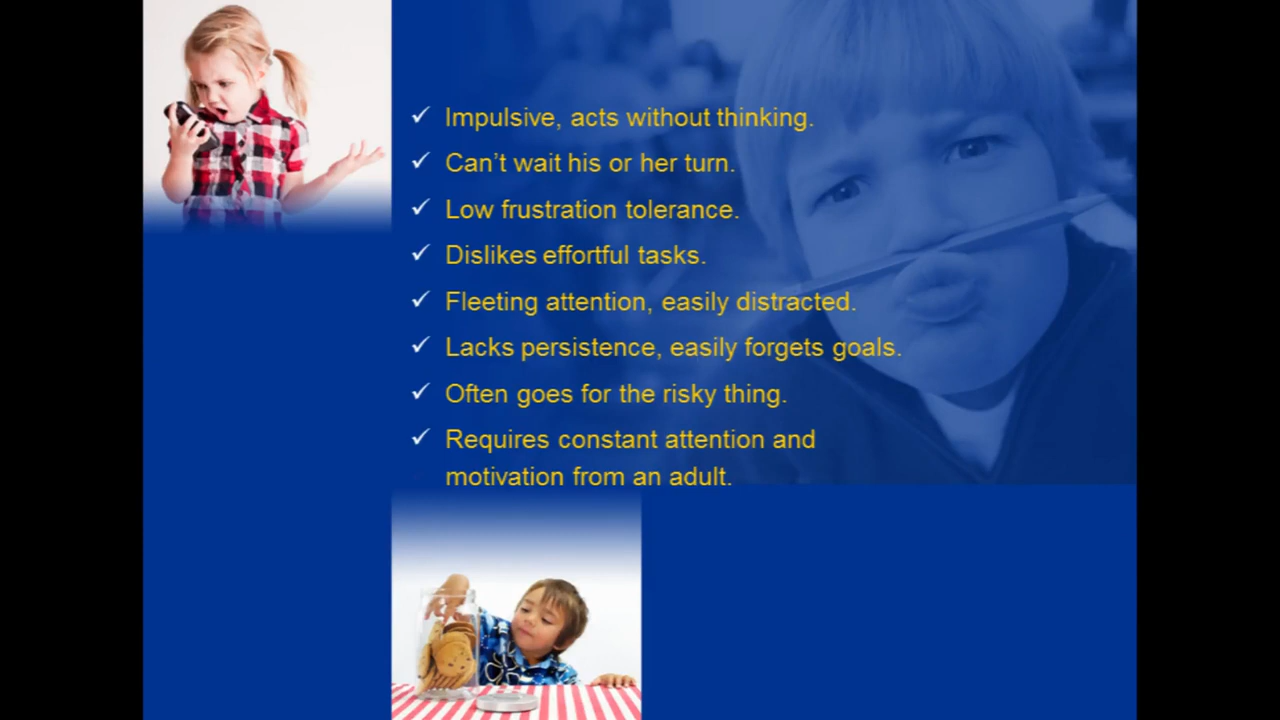 ✓ Impulsive, acts without thinking.
✓ Can't wait his or her turn.
✓ Low frustration tolerance.
✓ Dislikes effortful tasks.
✓ Fleeting attention, easily distracted.
✓ Lacks persistence, easily forgets goals.
✓ Often goes for the risky thing.
✓ Requires constant attention and
motivation from an adult.